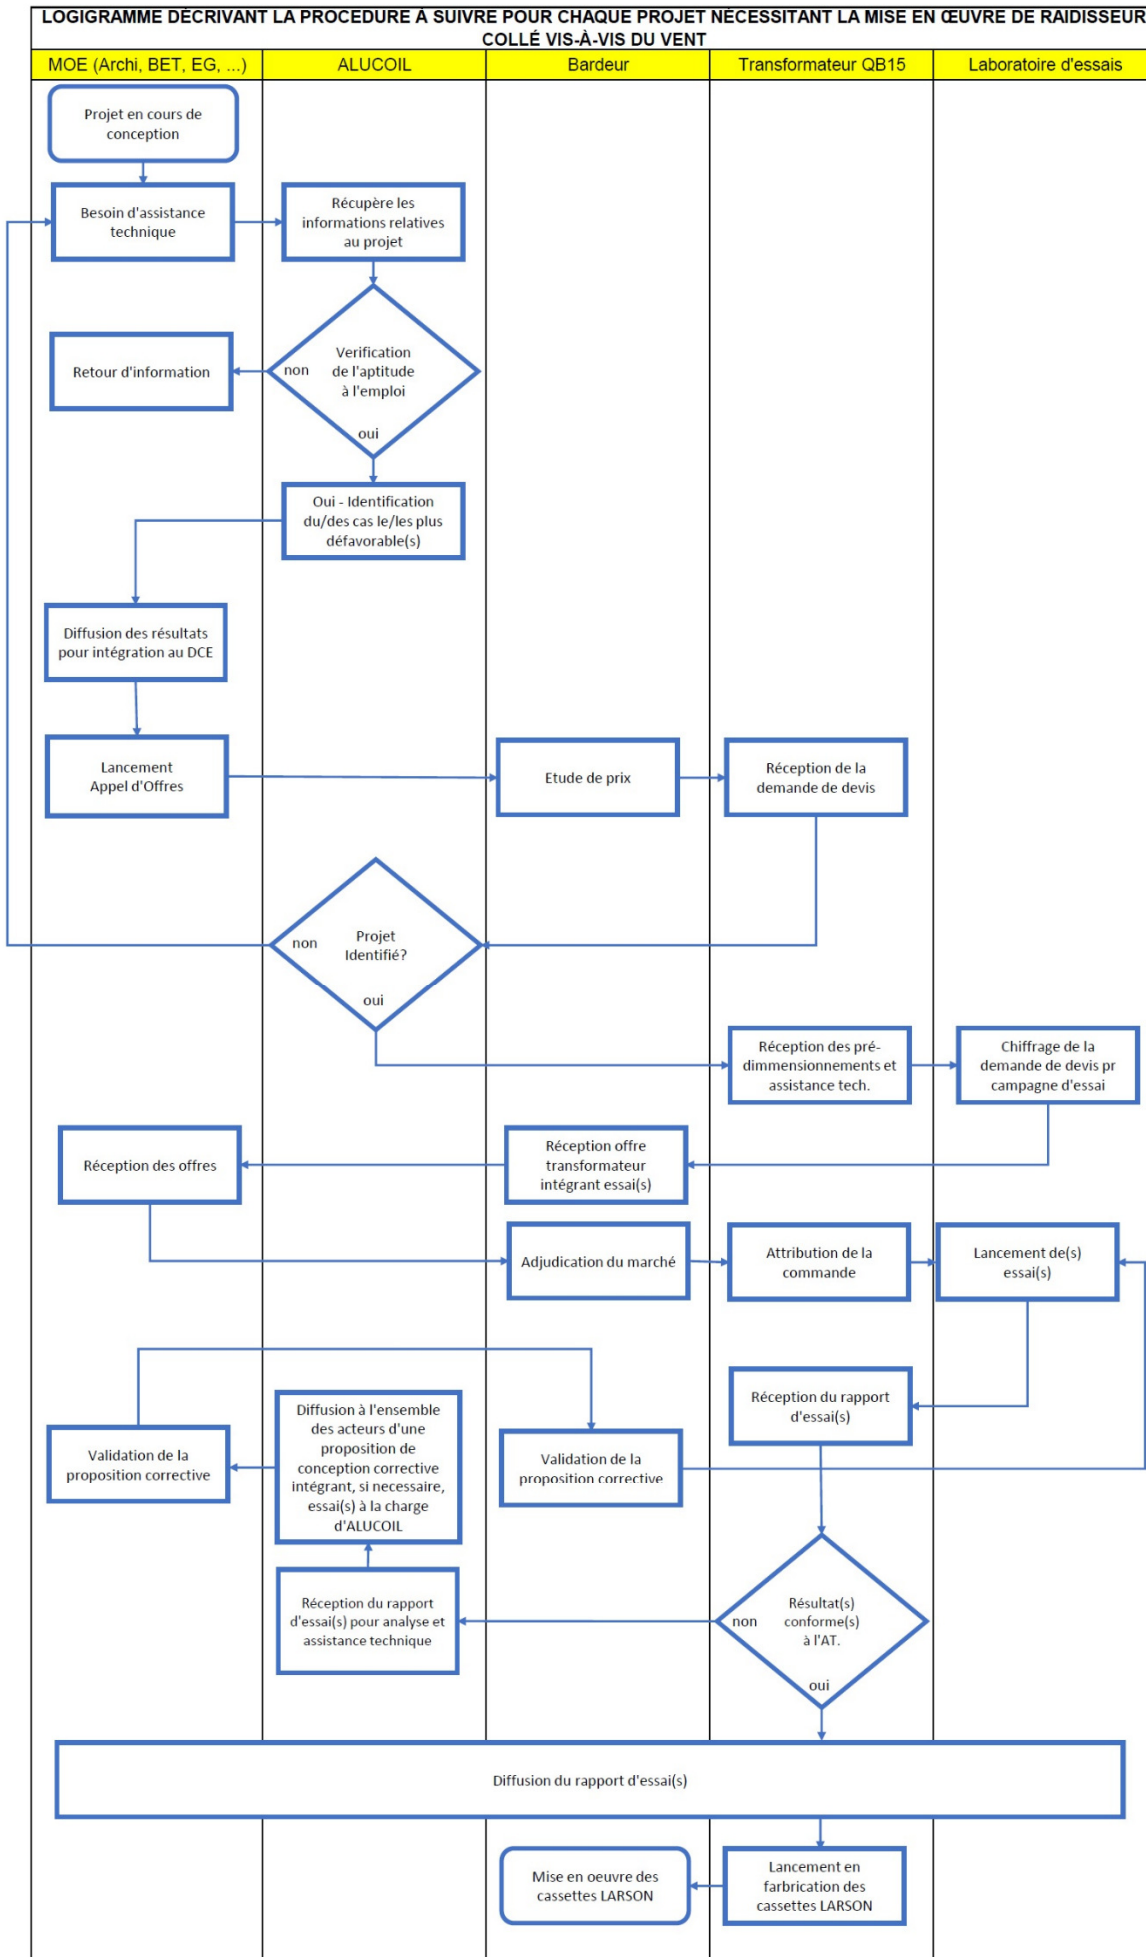 LOGIGRAMME DÉCRIVANT LA PROCEDURE À SUIVRE POUR CHAQUE PROJET NÉCESSITANT LA MISE EN ŒUVRE DE RAIDISSEUR
COLLÉ VIS-À-VIS DU VENT
MOE (Archi, BET, EG, ...)
ALUCOIL
Bardeur
Transformateur QB15
Laboratoire d'essais
Projet en cours de
conception
Besoin d'assistance
technique
Récupère les
informations relatives
au projet
Retour d'information
non
Verification
de l'aptitude
à l'emploi
oui
Oui - Identification
du/des cas le/les plus
défavorable(s)
Diffusion des résultats
pour intégration au DCE
Lancement
Appel d'Offres
Etude de prix
Réception de la
demande de devis
non
Projet
Identifié?
oui
Réception des pré-
dimmensionnements et
assistance tech.
Chiffrage de la
demande de devis pr
campagne d'essai
Réception des offres
Réception offre
transformateur
intégrant essai(s)
Adjudication du marché
Attribution de la
commande
Lancement de(s)
essai(s)
Réception du rapport
d'essai(s)
Validation de la
proposition corrective
Diffusion à l'ensemble
des acteurs d'une
proposition de
conception corrective
intégrant, si necessaire,
essai(s) à la charge
d'ALUCOIL
Validation de la
proposition corrective
Réception du rapport
d'essai(s) pour analyse et
assistance technique
non
Résultat(s)
conforme(s)
à l'AT.
oui
Diffusion du rapport d'essai(s)
Mise en oeuvre des
cassettes LARSON
Lancement en
farbrication des
cassettes LARSON